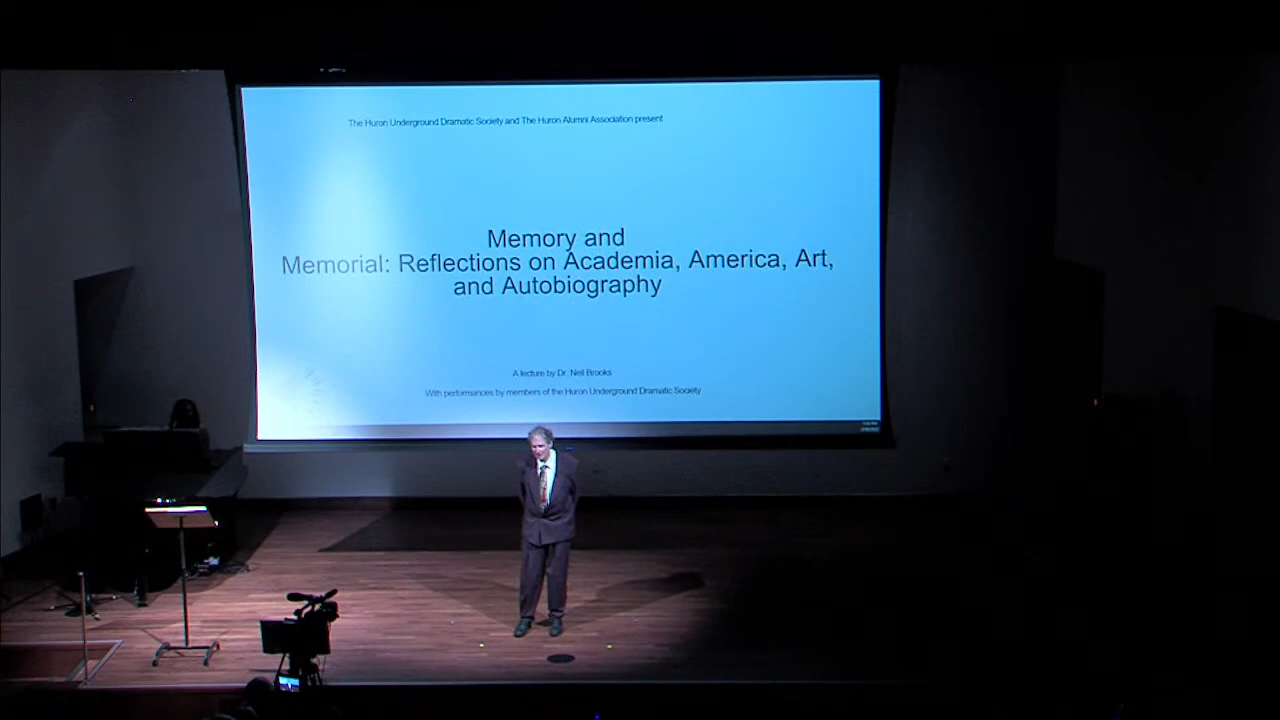 The Huron Underground Dramatic Society and The Huron Alumni Association present
Memory and
Memorial: Reflections on Academia, America, Art,
and Autobiography
A lecture by Dr. Neil Brooks
With performances by members of the Huron Underground Dramatic Society